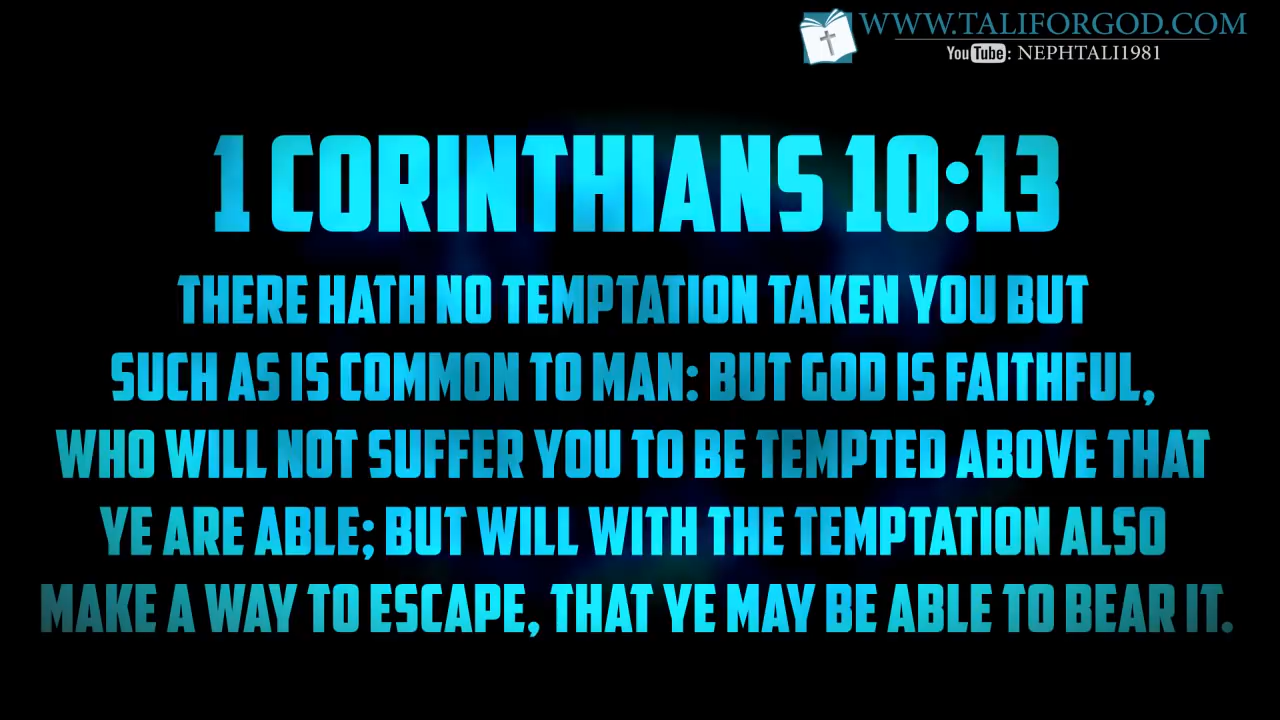 WWW.TALIFORGOD.COM
YouTube: NEPHTALI1981
1 CORINTHIANS 10:13
THERE HATH NO TEMPTATION TAKEN YOU BUT
SUCH AS IS COMMON TO MAN: BUT GOD IS FAITHFUL,
WHO WILL NOT SUFFER YOU TO BE TEMPTED ABOVE THAT
YE ARE ABLE; BUT WILL WITH THE TEMPTATION ALSO
MAKE A WAY TO ESCAPE, THAT YE MAY BE ABLE TO BEAR IT.